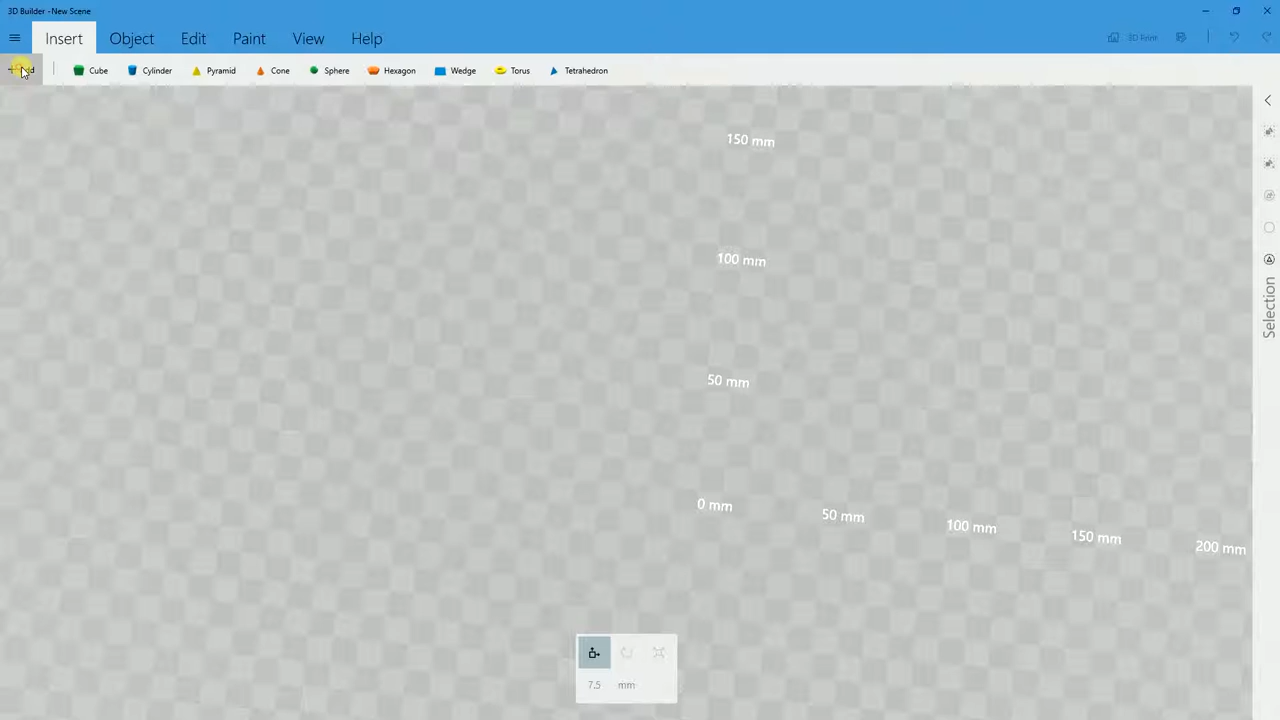 3D Builder -New Scene
Insert Object Edit Paint View Help 3D Print
Cube Cylinder Pyramid Cone Sphere Hexagon Wedge Torus Tetrahedron
150 mm
100 mm
50 mm
0 mm 50 mm 100 mm 150 mm 200 mm
Selection
7.5 mm